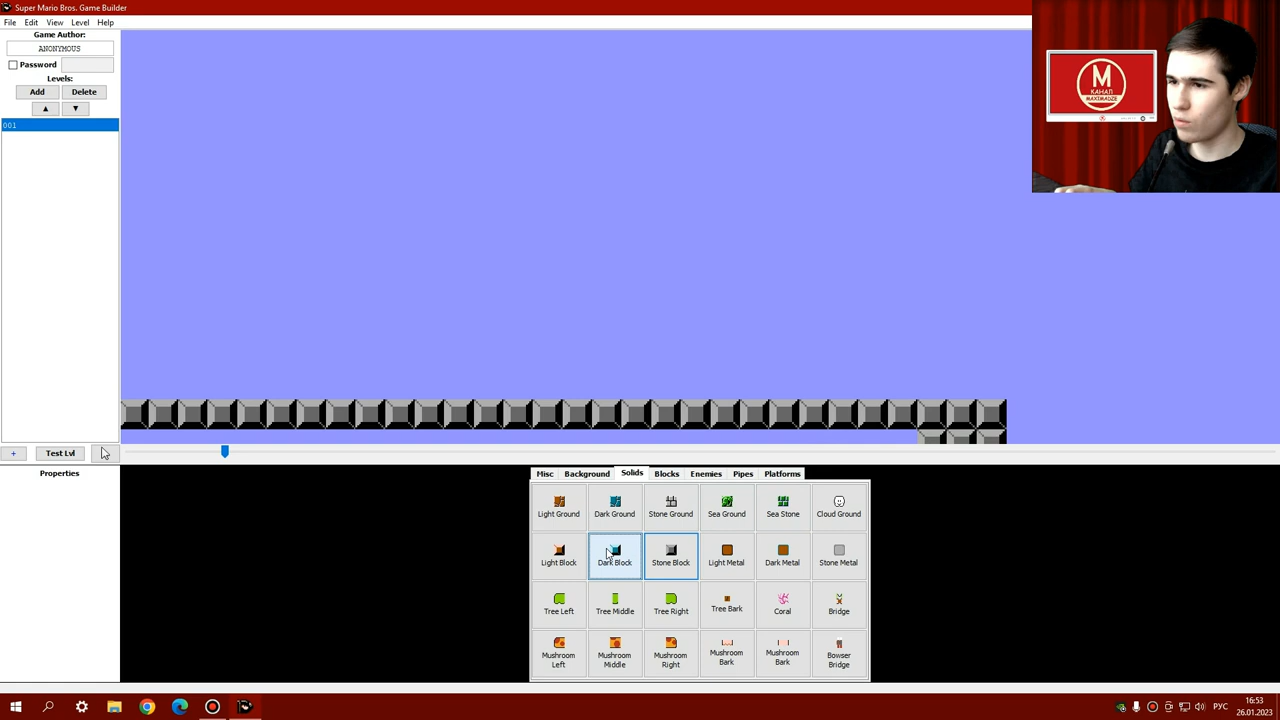 Super Mario Bros. Game Builder
File Edit View Level Help
Game Author:
ANONYMOUS
Password
Levels:
Add Delete
▲ ▼
001
М
КАНАЛ
MAXIMADZE
+ Test Lvl
Properties
Misc Background Solids Blocks Enemies Pipes Platforms
Light Ground Dark Ground Stone Ground Sea Ground Sea Stone Cloud Ground
Light Block Dark Block Stone Block Light Metal Dark Metal Stone Metal
Tree Left Tree Middle Tree Right Tree Bark Coral Bridge
Mushroom Left Mushroom Middle Mushroom Right Mushroom Bark Mushroom Bark Bowser Bridge
РУС
16:53
26.01.2023